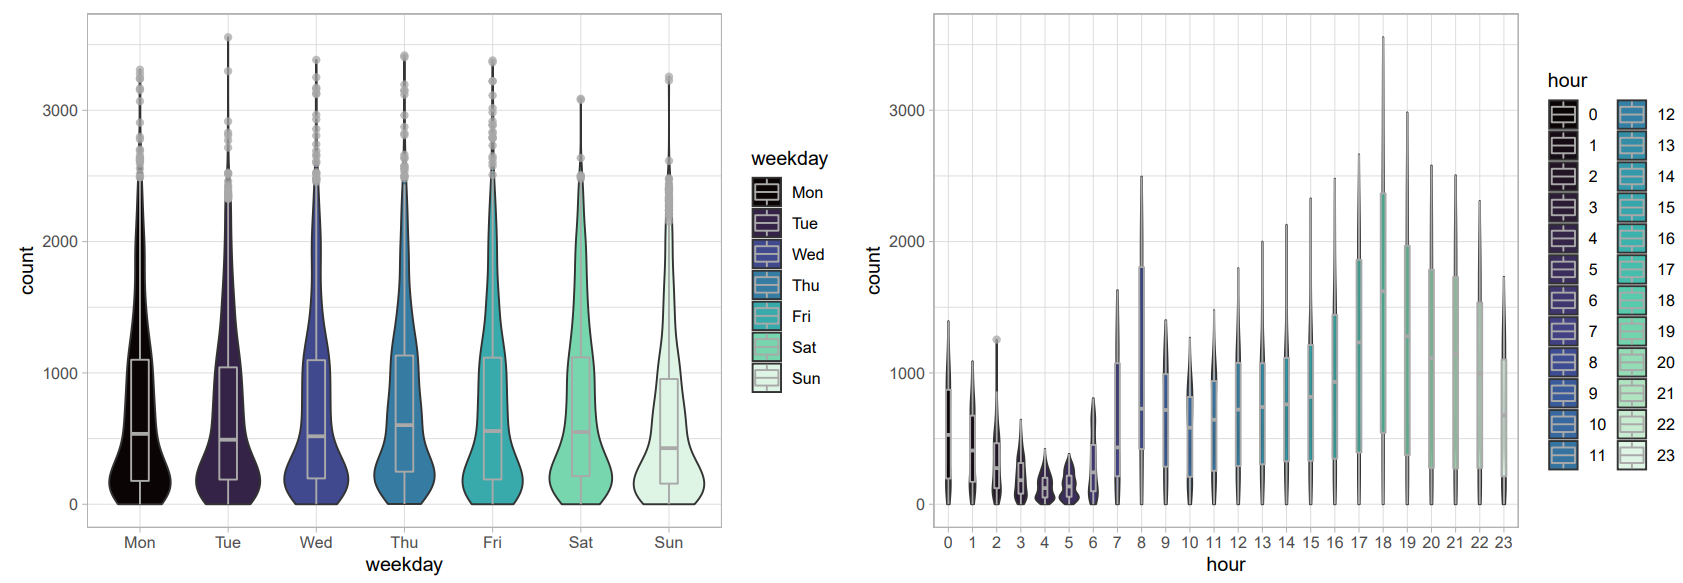 count
3000
2000
1000
0
Mon Tue Wed Thu Fri Sat Sun
weekday
weekday
Mon
Tue
Wed
Thu
Fri
Sat
Sun
count
3000
2000
1000
0
0 1 2 3 4 5 6 7 8 9 10 11 12 13 14 15 16 17 18 19 20 21 22 23
hour
hour
0 12
1 13
2 14
3 15
4 16
5 17
6 18
7 19
8 20
9 21
10 22
11 23